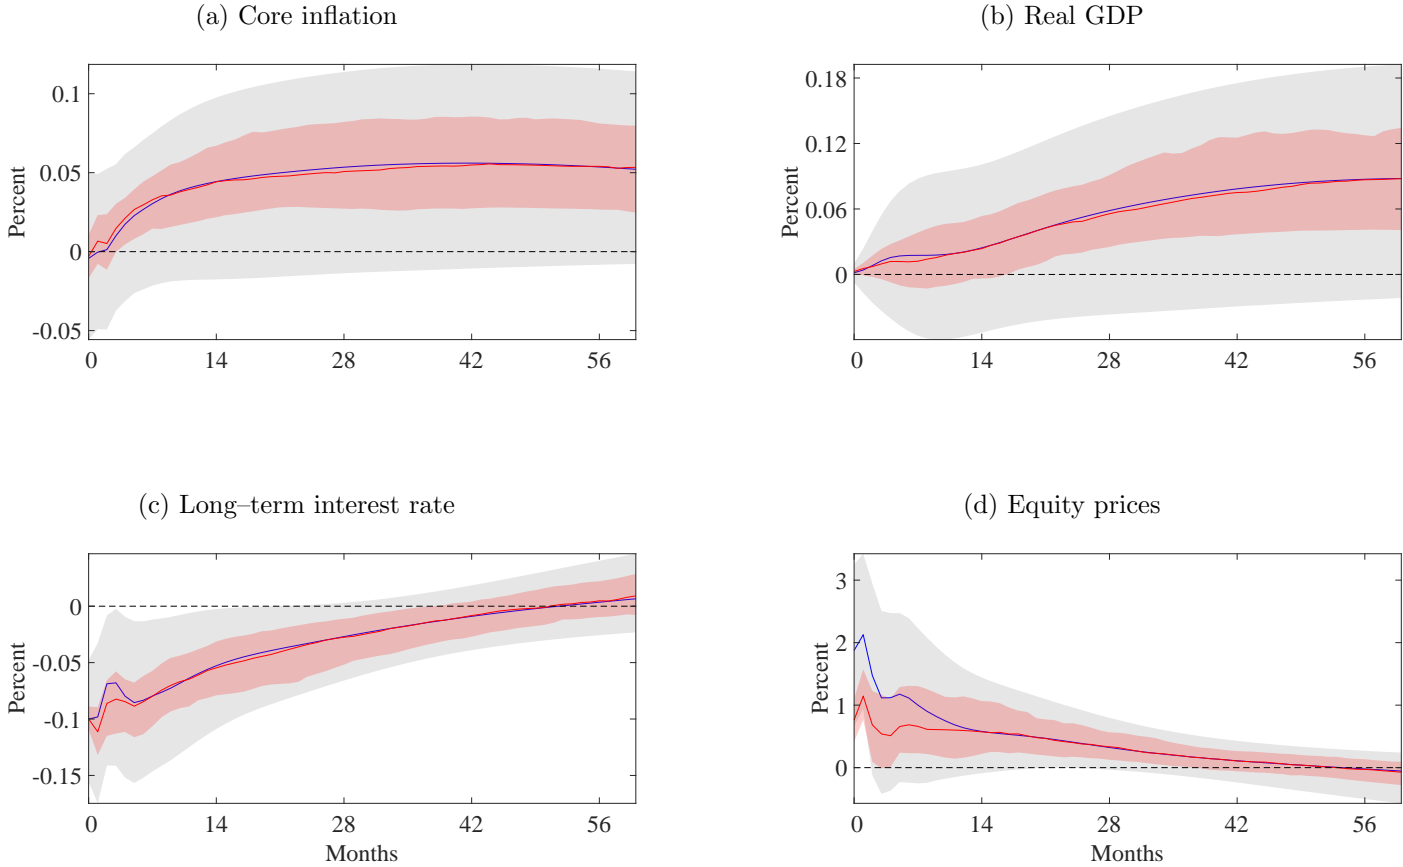 (a) Core inflation
Percent
0.1
0.05
0
-0.05
0 14 28 42 56
(b) Real GDP
Percent
0.18
0.12
0.06
0
0 14 28 42 56
(c) Long–term interest rate
Percent
0
-0.05
-0.1
-0.15
0 14 28 42 56
Months
(d) Equity prices
Percent
3
2
1
0
0 14 28 42 56
Months